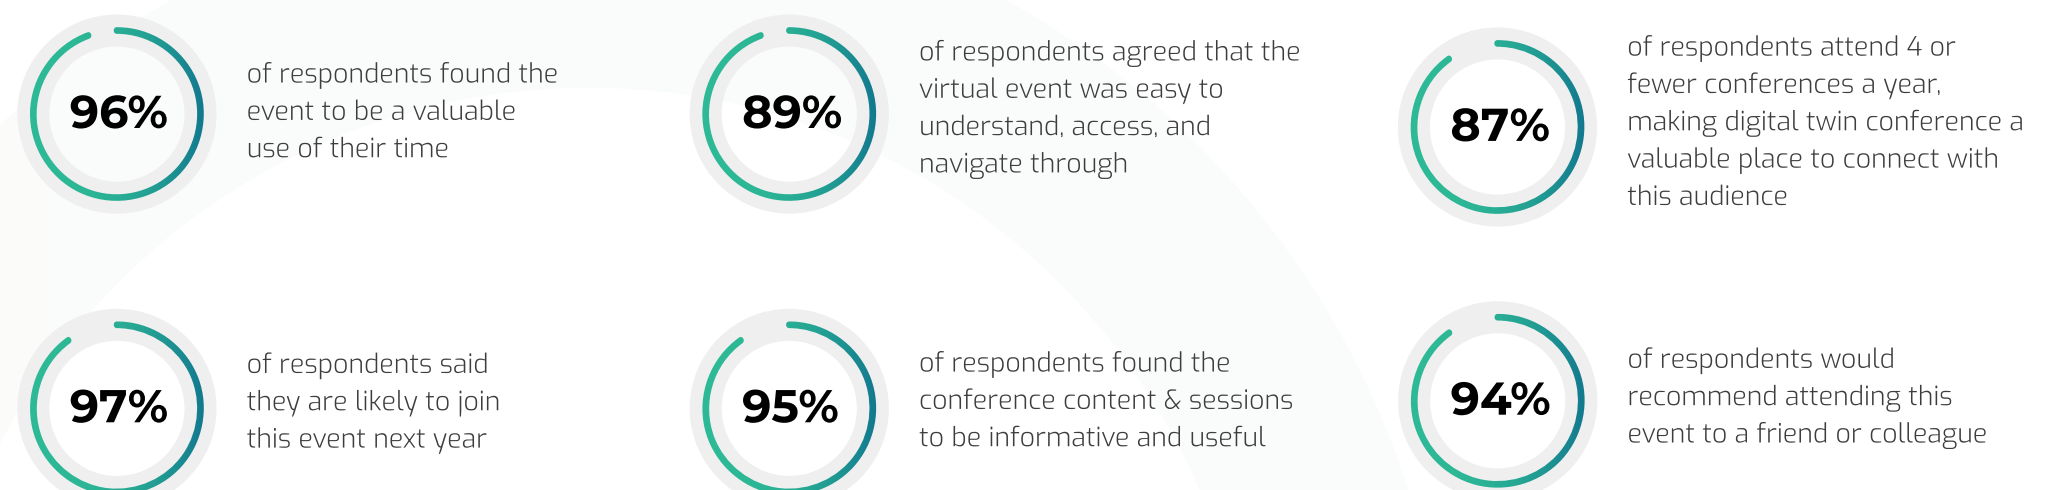 96%
of respondents found the
event to be a valuable
use of their time
89%
of respondents agreed that the
virtual event was easy to
understand, access, and
navigate through
87%
of respondents attend 4 or
fewer conferences a year,
making digital twin conference a
valuable place to connect with
this audience
97%
of respondents said
they are likely to join
this event next year
95%
of respondents found the
conference content & sessions
to be informative and useful
94%
of respondents would
recommend attending this
event to a friend or colleague